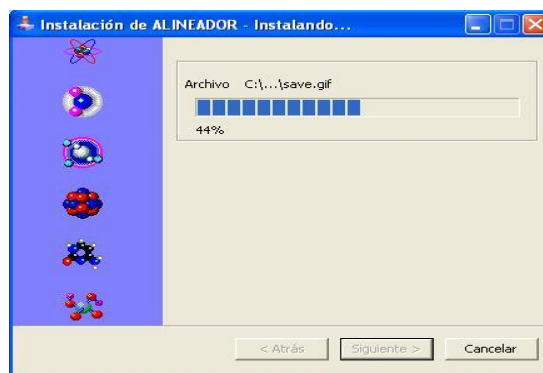 Instalación de ALINEADOR - Instalando...
Archivo C:\...\save.gif
44%
< Atrás Siguiente > Cancelar